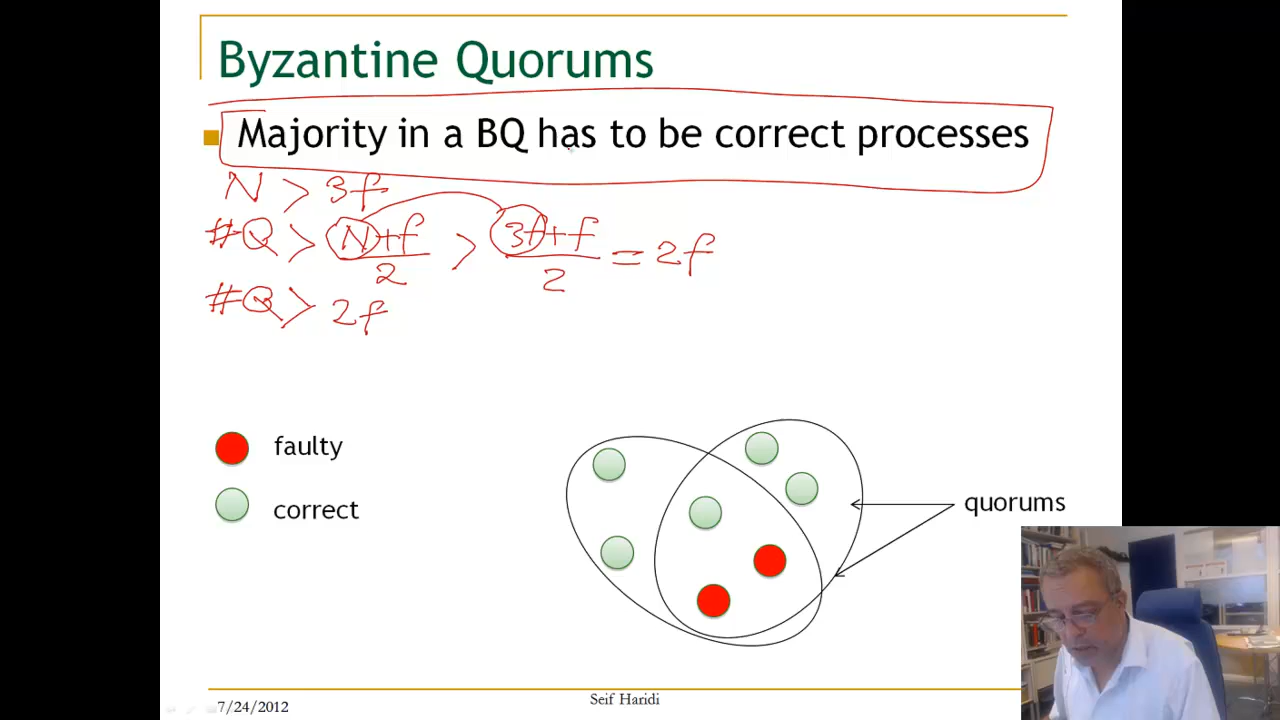 Byzantine Quorums
Majority in a BQ has to be correct processes
N > 3f
#Q > N+f/2 > 3f+f/2 = 2f
#Q > 2f
faulty
correct
quorums
7/24/2012
Seif Haridi